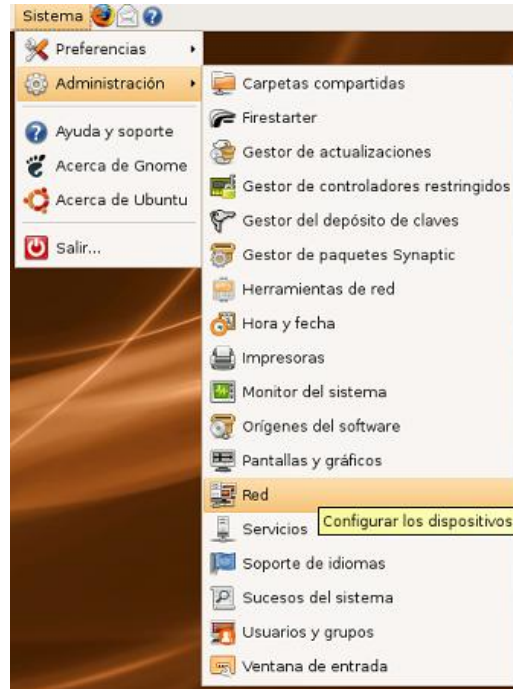 Sistema
Preferencias
Administración
Ayuda y soporte
Acerca de Gnome
Acerca de Ubuntu
Salir...
Carpetas compartidas
Firestarter
Gestor de actualizaciones
Gestor de controladores restringidos
Gestor del depósito de claves
Gestor de paquetes Synaptic
Herramientas de red
Hora y fecha
Impresoras
Monitor del sistema
Orígenes del software
Pantallas y gráficos
Red
Configurar los dispositivos
Servicios
Soporte de idiomas
Sucesos del sistema
Usuarios y grupos
Ventana de entrada